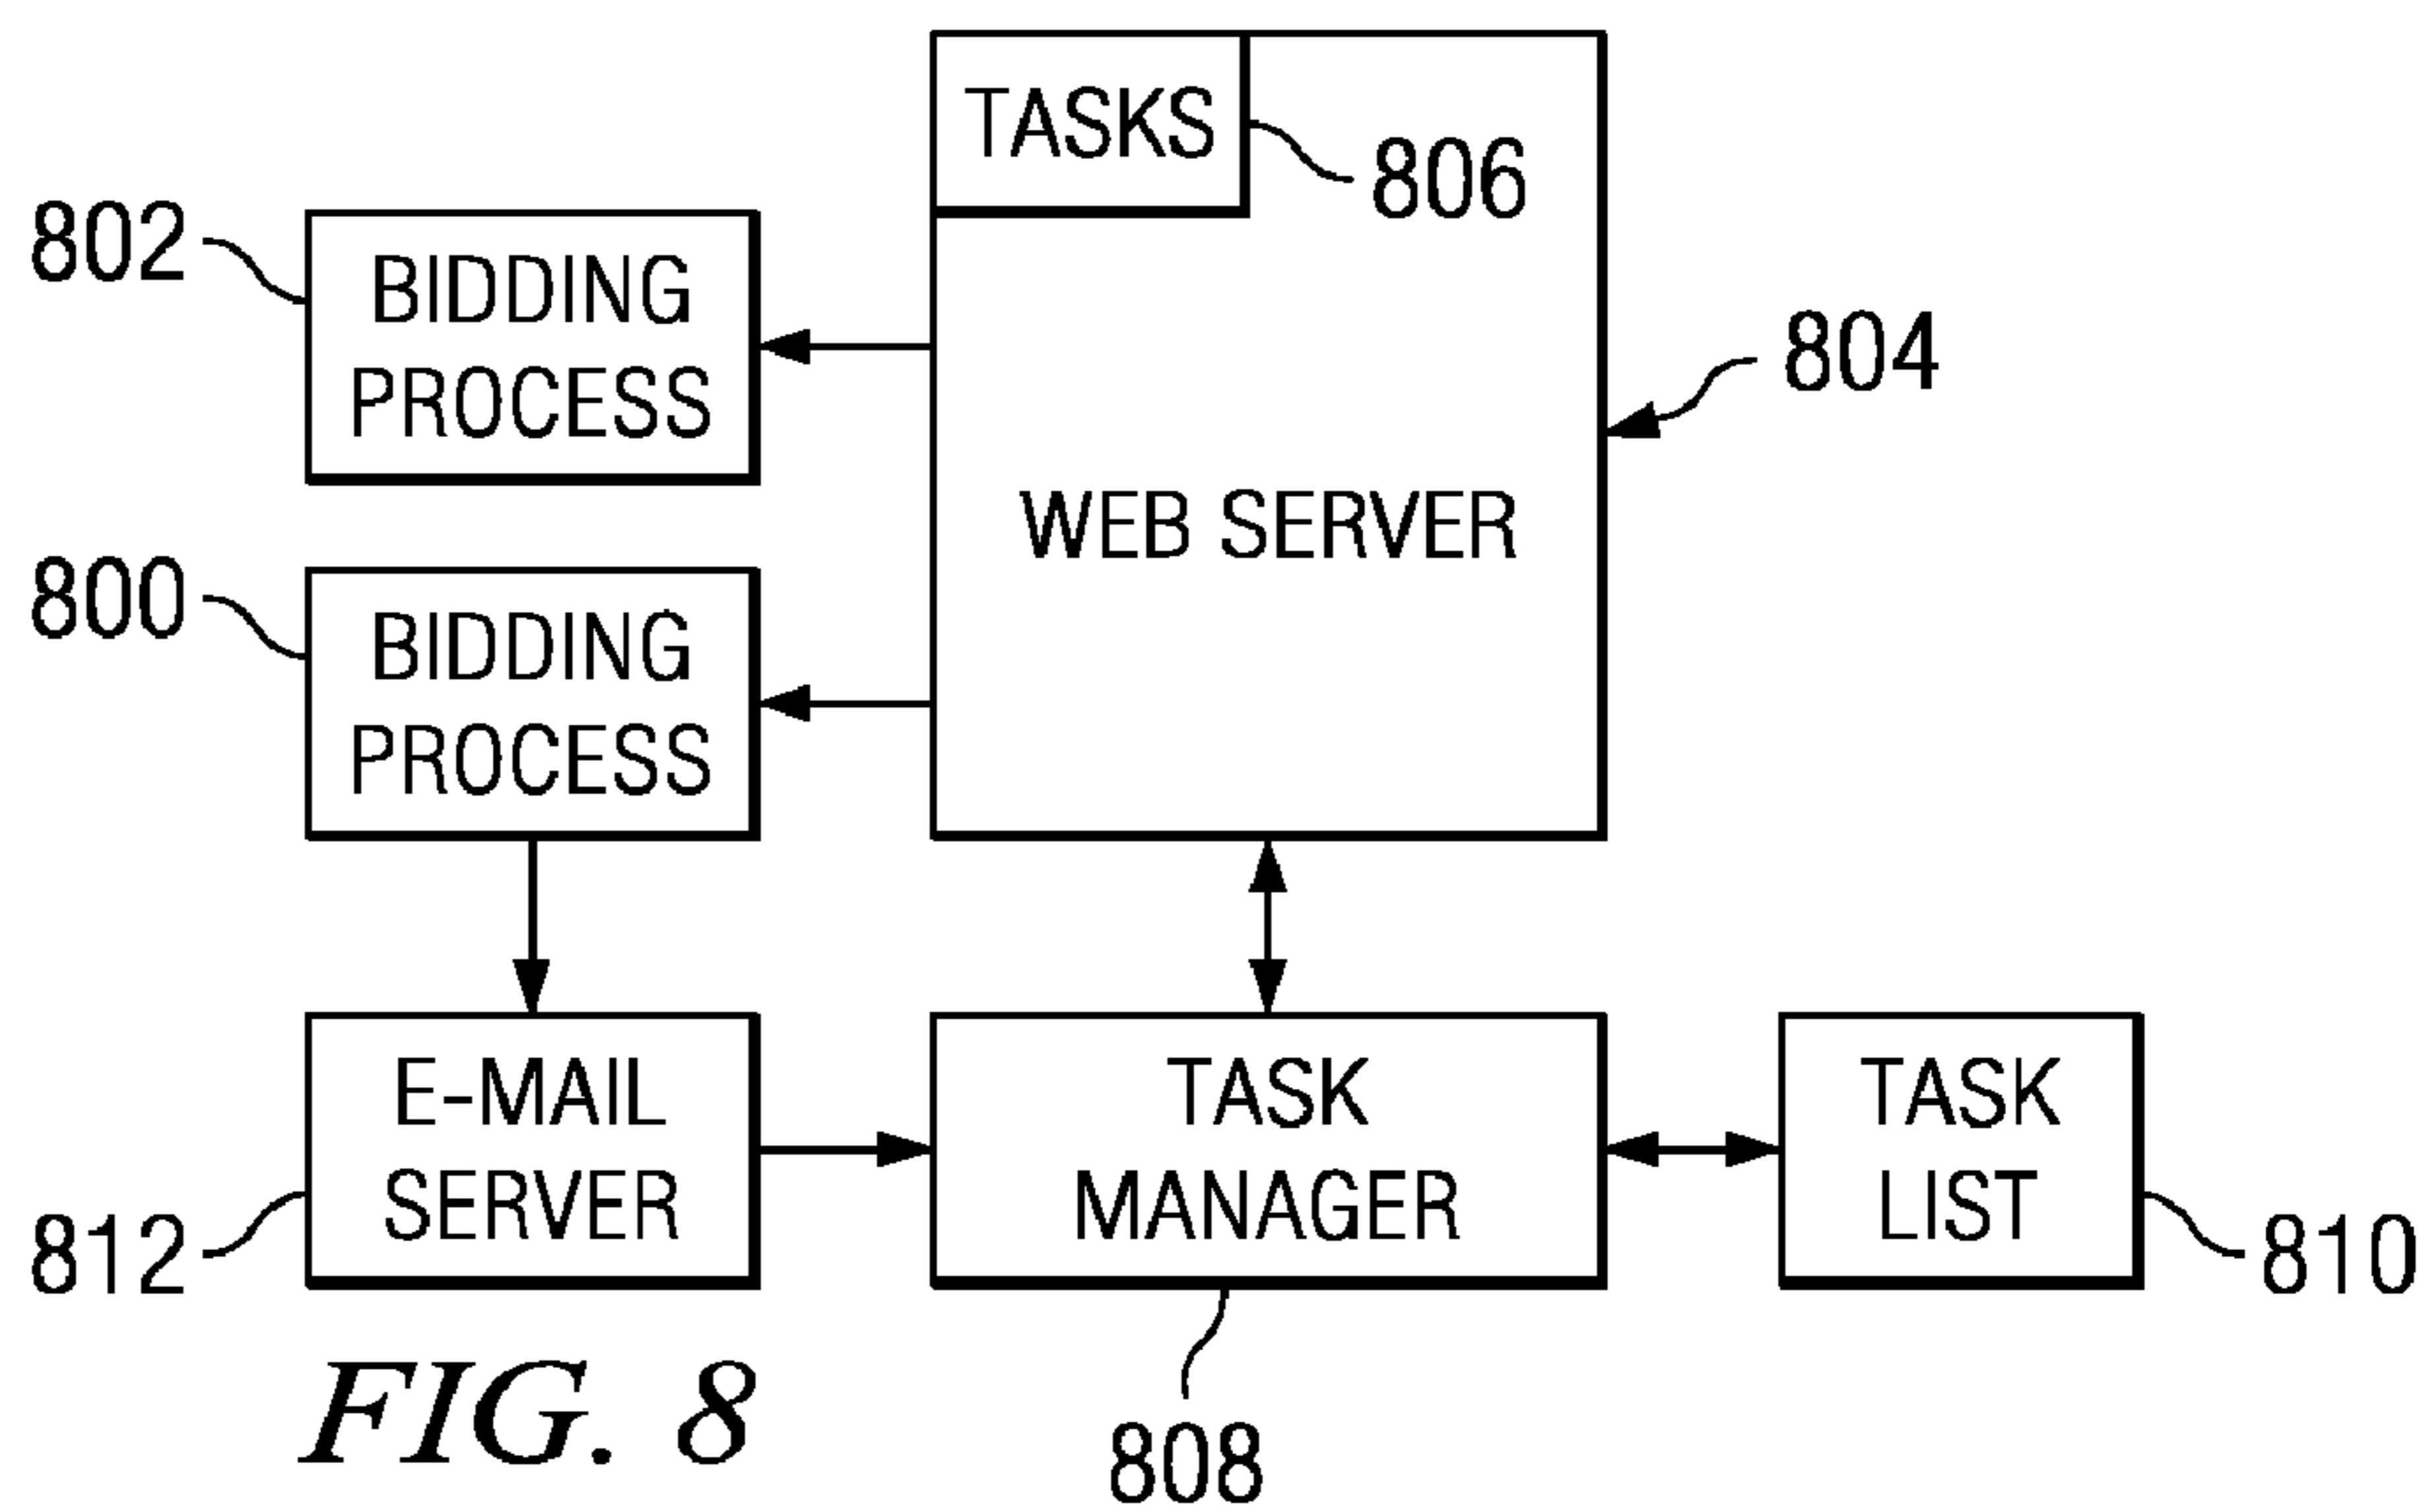 TASKS
806
802
BIDDING
PROCESS
804
WEB SERVER
800
BIDDING
PROCESS
E-MAIL
SERVER
812
TASK
MANAGER
808
TASK
LIST
810
FIG. 8